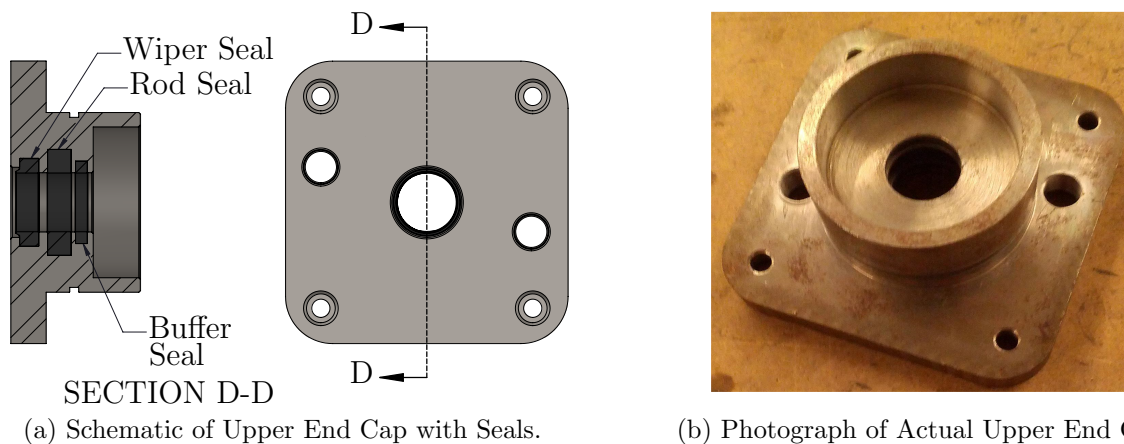 Wiper Seal
Rod Seal
Buffer
Seal
SECTION D-D
D
D
(a) Schematic of Upper End Cap with Seals.
(b) Photograph of Actual Upper End